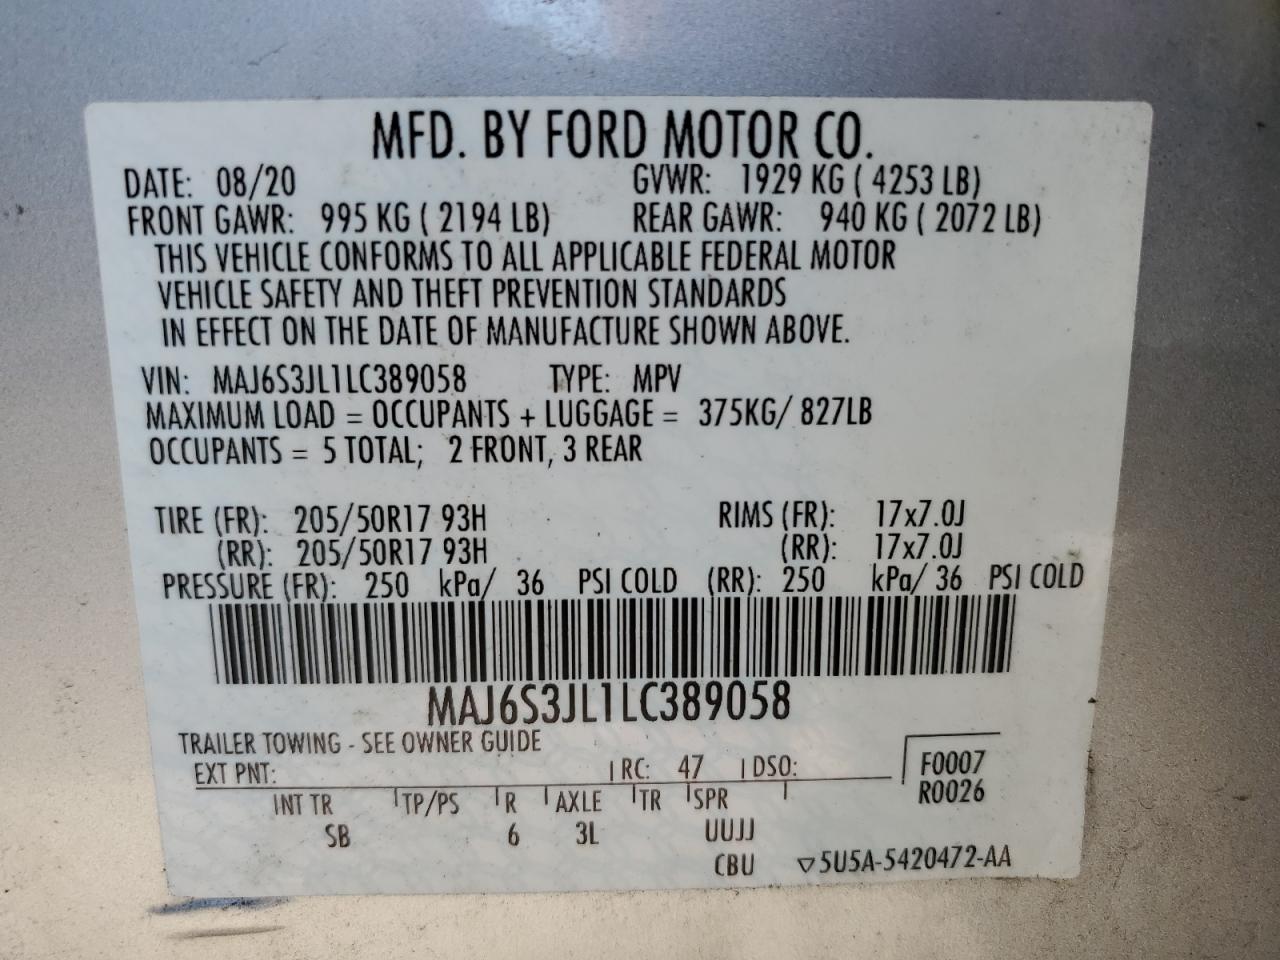 MFD. BY FORD MOTOR CO.
DATE: 08/20 GVWR: 1929 KG ( 4253 LB)
FRONT GAWR: 995 KG ( 2194 LB) REAR GAWR: 940 KG ( 2072 LB)
THIS VEHICLE CONFORMS TO ALL APPLICABLE FEDERAL MOTOR
VEHICLE SAFETY AND THEFT PREVENTION STANDARDS
IN EFFECT ON THE DATE OF MANUFACTURE SHOWN ABOVE.
VIN: MAJ6S3JL1LC389058 TYPE: MPV
MAXIMUM LOAD = OCCUPANTS + LUGGAGE = 375KG/ 827LB
OCCUPANTS = 5 TOTAL; 2 FRONT, 3 REAR
TIRE (FR): 205/50R17 93H RIMS (FR): 17x7.0J
(RR): 205/50R17 93H (RR): 17x7.0J
PRESSURE (FR): 250 kPa/ 36 PSI COLD (RR): 250 kPa/ 36 PSI COLD
MAJ6S3JL1LC389058
TRAILER TOWING - SEE OWNER GUIDE
EXT PNT: RC: 47 DSO: F0007
R0026
INT TR TP/PS R AXLE TR SPR
SB 6 3L UUJJ
CBU ▽5U5A-5420472-AA